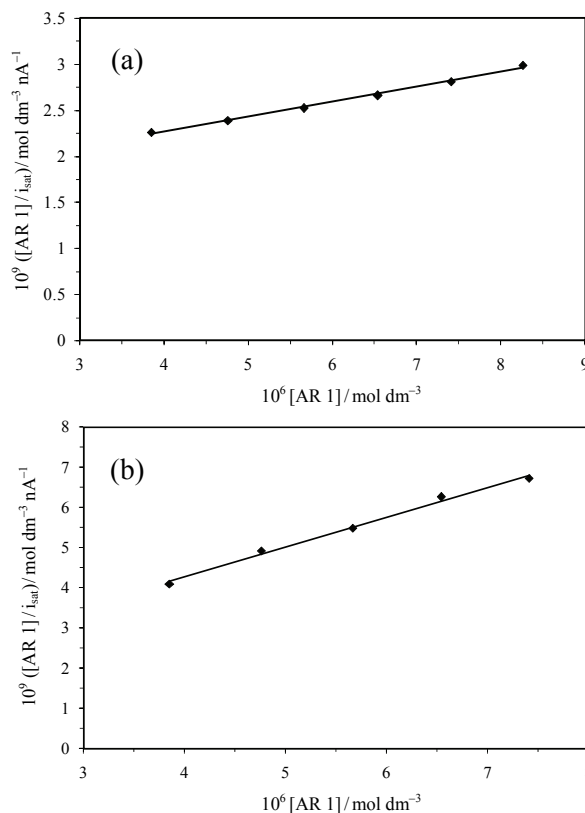 (a)
10⁹ ([AR 1] / i_sat) / mol dm⁻³ nA⁻¹
3.5
3
2.5
2
1.5
1
0.5
0
3 4 5 6 7 8 9
10⁶ [AR 1] / mol dm⁻³
(b)
10⁹ ([AR 1] / i_sat) / mol dm⁻³ nA⁻¹
8
7
6
5
4
3
2
1
0
3 4 5 6 7
10⁶ [AR 1] / mol dm⁻³